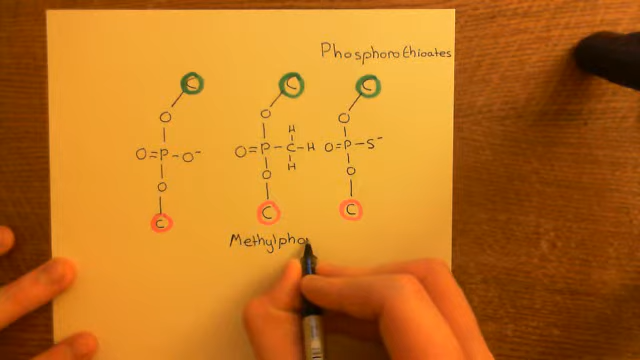 Phosphorothioates
C C C
O O O
H
O=P-O⁻ O=P-C-H O=P-S⁻
H
O O O
C C C
Methylpho